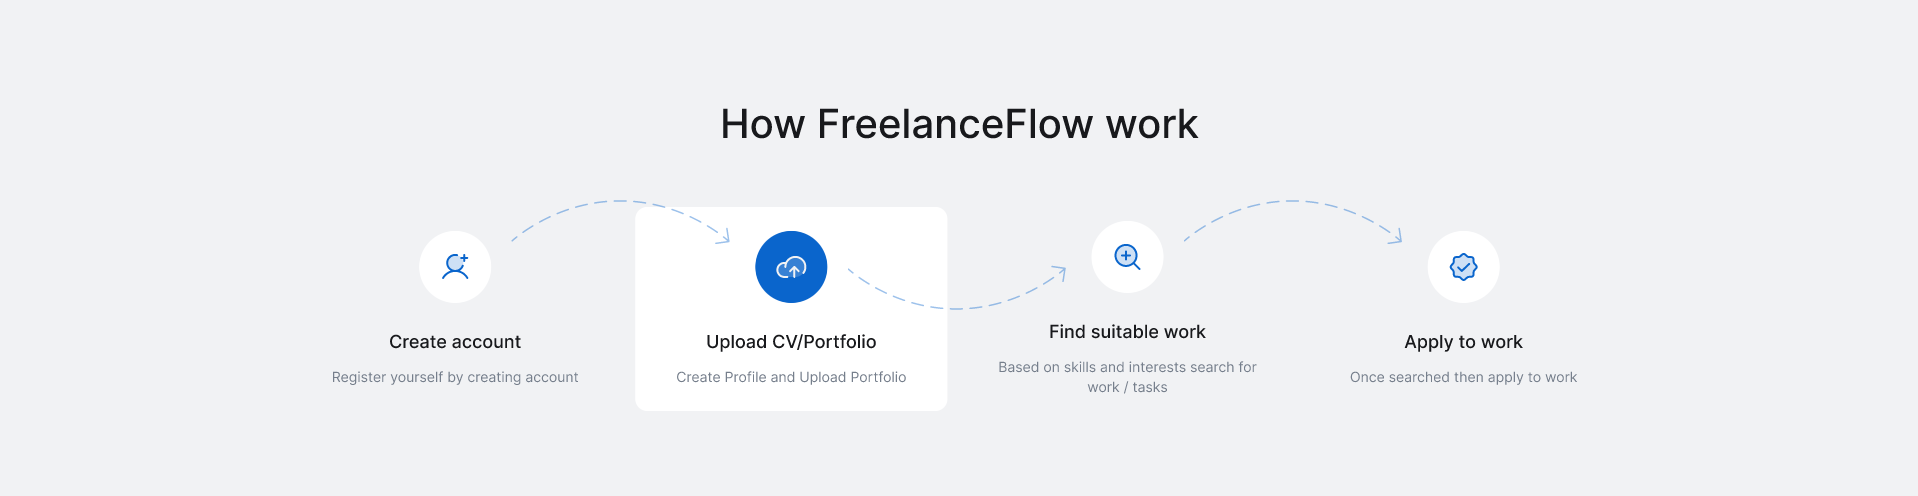 How FreelanceFlow work
Create account
Register yourself by creating account
Upload CV/Portfolio
Create Profile and Upload Portfolio
Find suitable work
Based on skills and interests search for
work / tasks
Apply to work
Once searched then apply to work